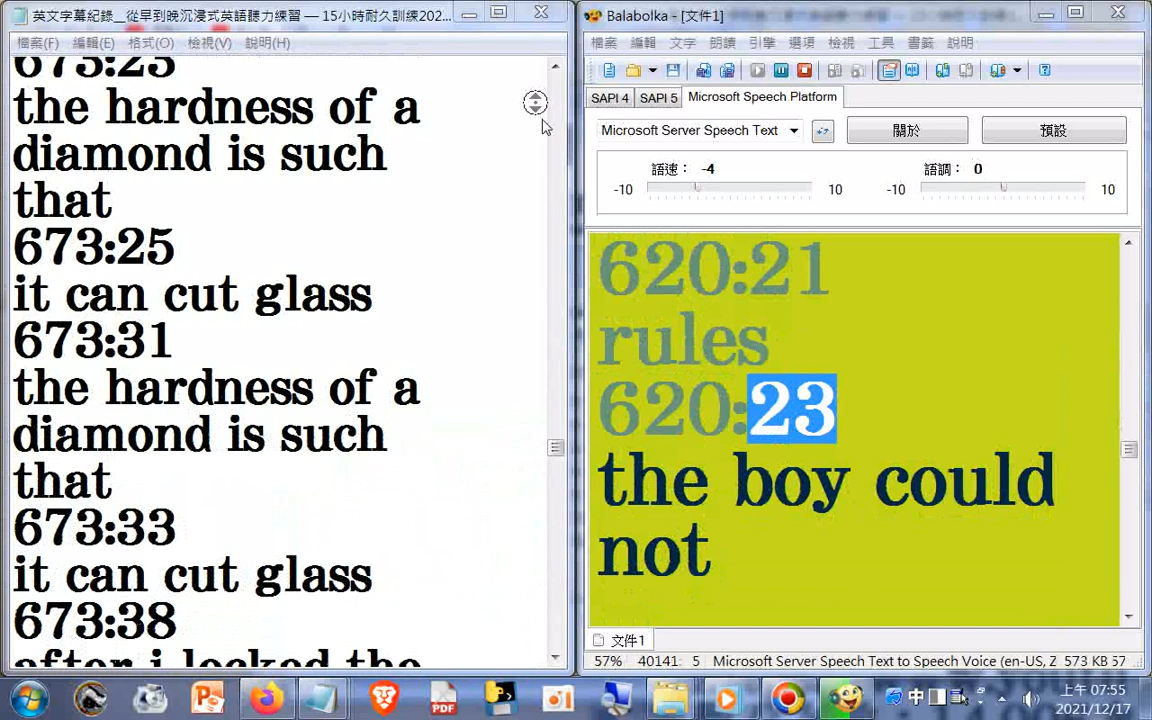 英文字幕紀錄__從早到晚沉浸式英語聽力練習 — 15小時耐久訓練202...
檔案(F) 編輯(E) 格式(O) 檢視(V) 說明(H)
the hardness of a
diamond is such
that
673:25
it can cut glass
673:31
the hardness of a
diamond is such
that
673:33
it can cut glass
673:38
after i locked the
Balabolka - [文件1]
檔案 編輯 文字 朗讀 引擎 選項 檢視 工具 書籤 說明
SAPI 4 SAPI 5 Microsoft Speech Platform
Microsoft Server Speech Text 關於 預設
語速： -4 語調： 0
-10 10 -10 10
620:21
rules
620:23
the boy could
not
文件1
57% 40141: 5 Microsoft Server Speech Text to Speech Voice (en-US, Z 573 KB 57
PDF
中
上午 07:55
2021/12/17